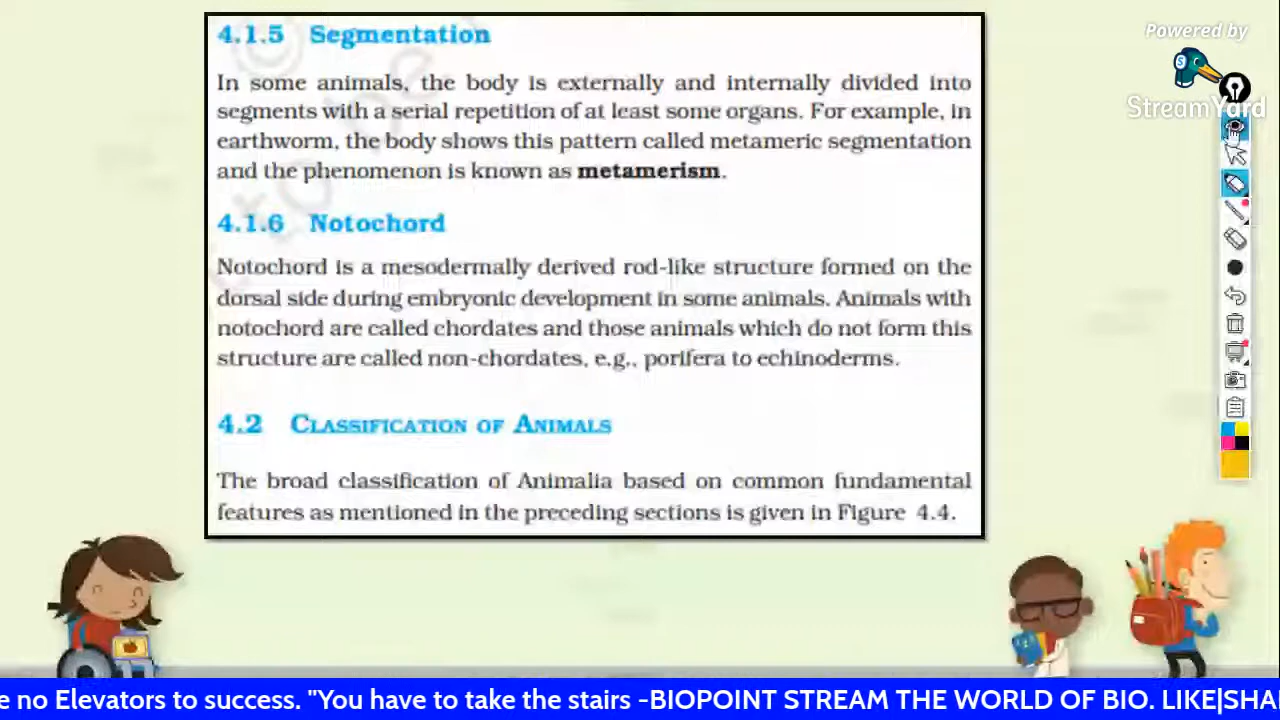 Powered by
StreamYard
4.1.5 Segmentation
In some animals, the body is externally and internally divided into
segments with a serial repetition of at least some organs. For example, in
earthworm, the body shows this pattern called metameric segmentation
and the phenomenon is known as metamerism.
4.1.6 Notochord
Notochord is a mesodermally derived rod-like structure formed on the
dorsal side during embryonic development in some animals. Animals with
notochord are called chordates and those animals which do not form this
structure are called non-chordates, e.g., porifera to echinoderms.
4.2 CLASSIFICATION OF ANIMALS
The broad classification of Animalia based on common fundamental
features as mentioned in the preceding sections is given in Figure 4.4.
e no Elevators to success. "You have to take the stairs -BIOPOINT STREAM THE WORLD OF BIO. LIKE|SHA